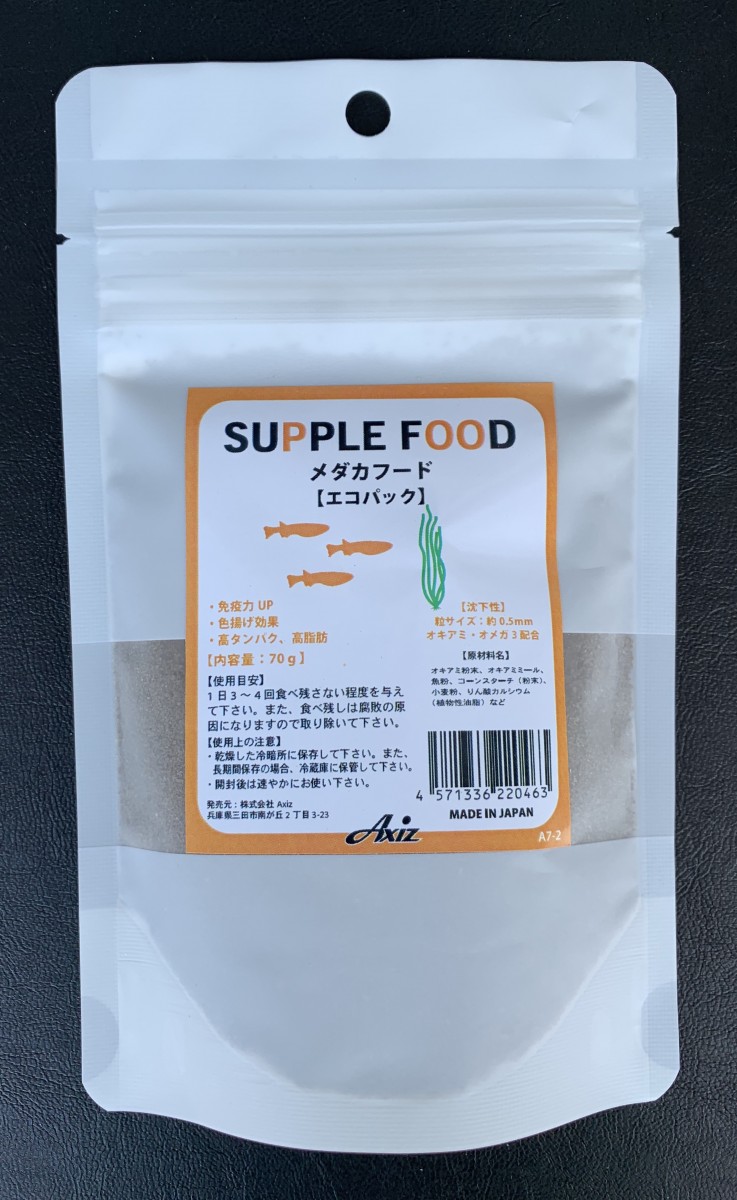 SUPPLE FOOD
メダカフード
【エコパック】
・免疫力 UP
・色揚げ効果
・高タンパク、高脂肪
【内容量：70g】
【沈下性】
粒サイズ：約0.5mm
オキアミ・オメガ3配合
【原材料名】
オキアミ粉末、オキアミミール、
魚粉、コーンスターチ（粉末）、
小麦粉、りん酸カルシウム
（植物性油脂）など
【使用目安】
1日3〜4回食べ残さない程度を与え
て下さい。また、食べ残しは腐敗の原
因になりますので取り除いて下さい。
【使用上の注意】
・乾燥した冷暗所に保存して下さい。また、
長期間保存の場合、冷蔵庫に保管して下さい。
・開封後は速やかにお使い下さい。
発売元：株式会社 Axiz
兵庫県三田市南が丘2丁目3-23
4 571336 220463
MADE IN JAPAN
Axiz
A7-2